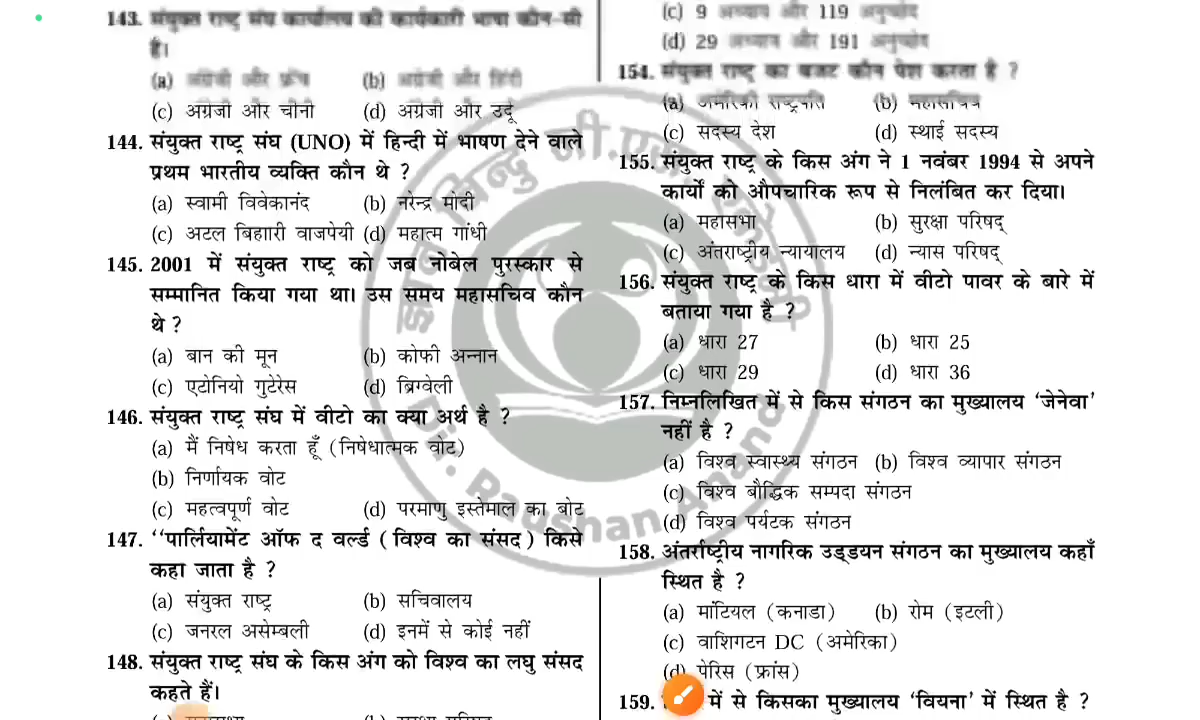 143. संयुक्त राष्ट्र संघ कार्यालय की कार्यकारी भाषा कौन-सी
है।
(a) अंग्रेजी और फ्रेंच (b) अंग्रेजी और हिंदी
(c) अंग्रेजी और चीनी (d) अंग्रेजी और उर्दू
144. संयुक्त राष्ट्र संघ (UNO) में हिन्दी में भाषण देने वाले
प्रथम भारतीय व्यक्ति कौन थे ?
(a) स्वामी विवेकानंद (b) नरेन्द्र मोदी
(c) अटल बिहारी वाजपेयी (d) महात्म गांधी
145. 2001 में संयुक्त राष्ट्र को जब नोबेल पुरस्कार से
सम्मानित किया गया था। उस समय महासचिव कौन
थे ?
(a) बान की मून (b) कोफी अन्नान
(c) एटोनियो गुटेरेस (d) ब्रिग्वेली
146. संयुक्त राष्ट्र संघ में वीटो का क्या अर्थ है ?
(a) मैं निषेध करता हूँ (निषेधात्मक वोट)
(b) निर्णायक वोट
(c) महत्वपूर्ण वोट (d) परमाणु इस्तेमाल का बोट
147. ‘‘पार्लियामेंट ऑफ द वर्ल्ड (विश्व का संसद) किसे
कहा जाता है ?
(a) संयुक्त राष्ट्र (b) सचिवालय
(c) जनरल असेम्बली (d) इनमें से कोई नहीं
148. संयुक्त राष्ट्र संघ के किस अंग को विश्व का लघु संसद
कहते हैं।
(c) 9 अध्याय और 119 अनुच्छेद
(d) 29 अध्याय और 191 अनुच्छेद
154. संयुक्त राष्ट्र का बजट कौन पेश करता है ?
(a) अमेरिकी राष्ट्रपति (b) महासचिव
(c) सदस्य देश (d) स्थाई सदस्य
155. संयुक्त राष्ट्र के किस अंग ने 1 नवंबर 1994 से अपने
कार्यों को औपचारिक रूप से निलंबित कर दिया।
(a) महासभा (b) सुरक्षा परिषद्
(c) अंतराष्ट्रीय न्यायालय (d) न्यास परिषद्
156. संयुक्त राष्ट्र के किस धारा में वीटो पावर के बारे में
बताया गया है ?
(a) धारा 27 (b) धारा 25
(c) धारा 29 (d) धारा 36
157. निम्नलिखित में से किस संगठन का मुख्यालय ‘जेनेवा’
नहीं है ?
(a) विश्व स्वास्थ्य संगठन (b) विश्व व्यापार संगठन
(c) विश्व बौद्धिक सम्पदा संगठन
(d) विश्व पर्यटक संगठन
158. अंतर्राष्ट्रीय नागरिक उड्डयन संगठन का मुख्यालय कहाँ
स्थित है ?
(a) मांटियल (कनाडा) (b) रोम (इटली)
(c) वाशिगटन DC (अमेरिका)
(d) पेरिस (फ्रांस)
159. में से किसका मुख्यालय ‘वियना’ में स्थित है ?
Dr. Raushan Anand